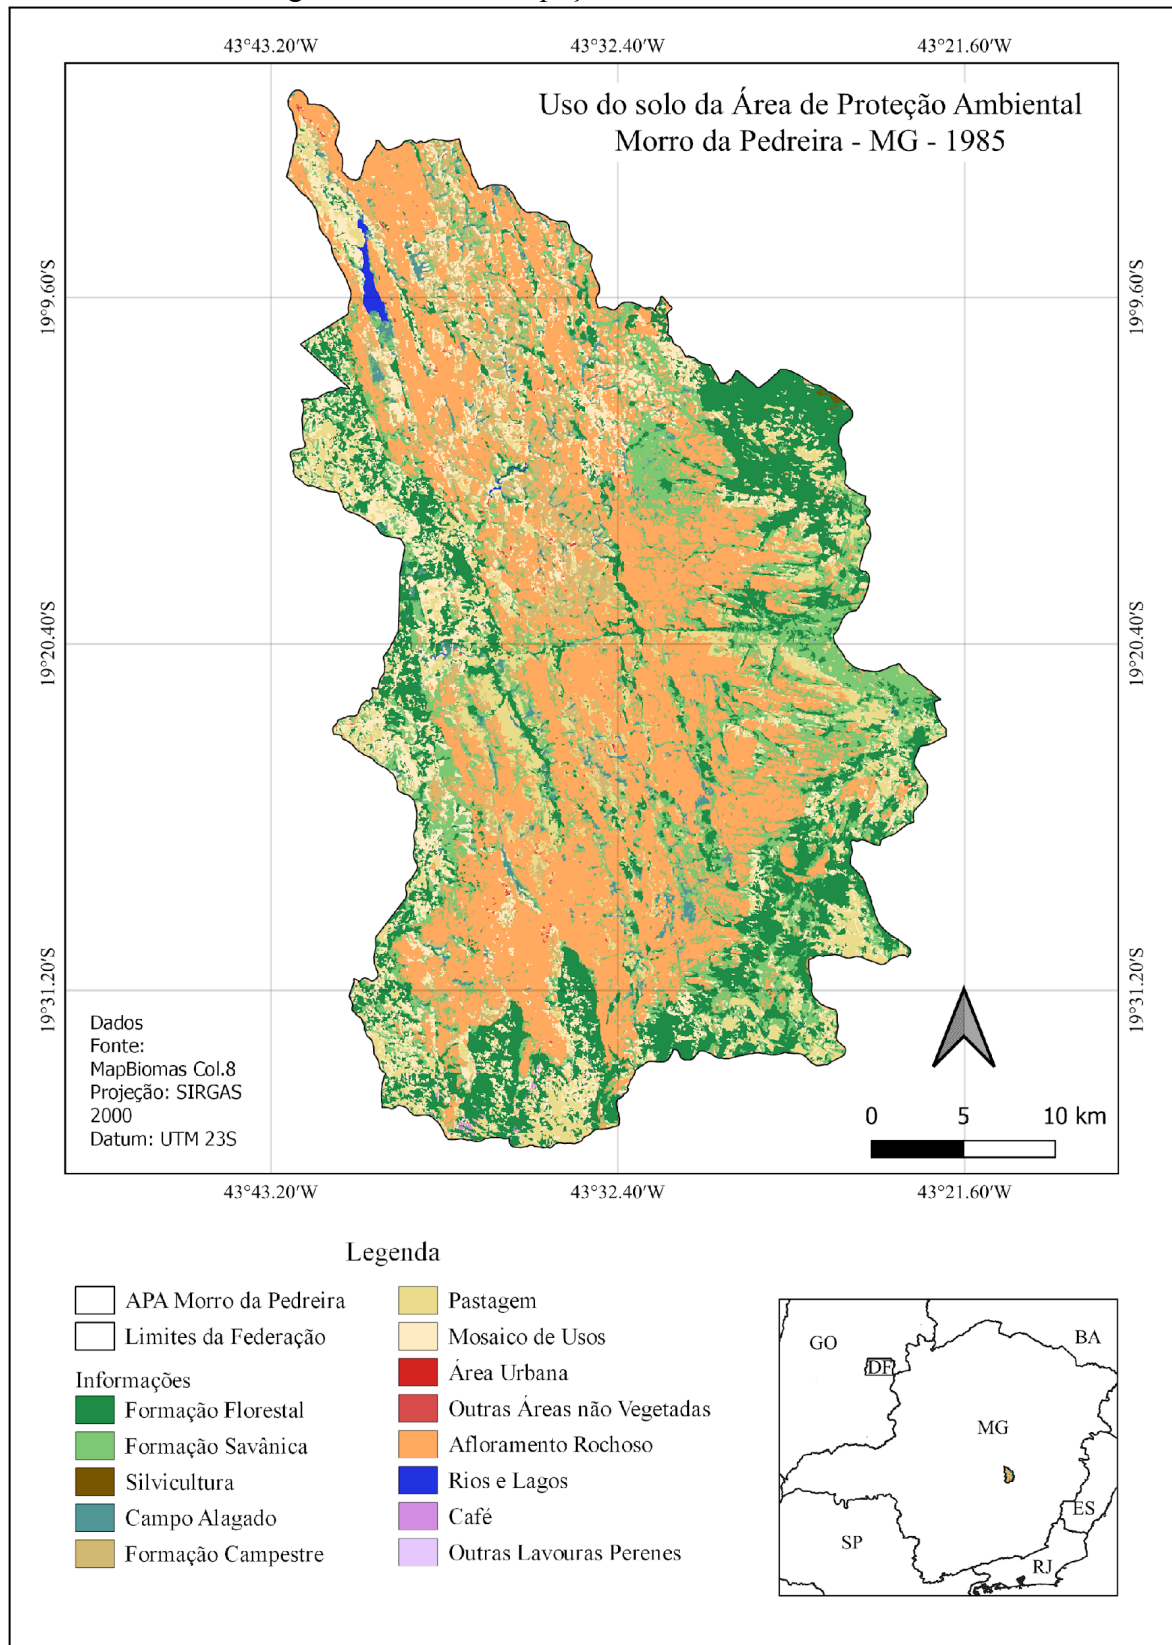 43°43.20′W 43°32.40′W 43°21.60′W
Uso do solo da Área de Proteção Ambiental
Morro da Pedreira - MG - 1985
19°9.60′S 19°9.60′S
19°20.40′S 19°20.40′S
19°31.20′S 19°31.20′S
Dados
Fonte:
MapBiomas Col.8
Projeção: SIRGAS
2000
Datum: UTM 23S
0 5 10 km
43°43.20′W 43°32.40′W 43°21.60′W
Legenda
APA Morro da Pedreira
Limites da Federação
Informações
Formação Florestal
Formação Savânica
Silvicultura
Campo Alagado
Formação Campestre
Pastagem
Mosaico de Usos
Área Urbana
Outras Áreas não Vegetadas
Afloramento Rochoso
Rios e Lagos
Café
Outras Lavouras Perenes
GO
BA
DF
MG
ES
SP
RJ